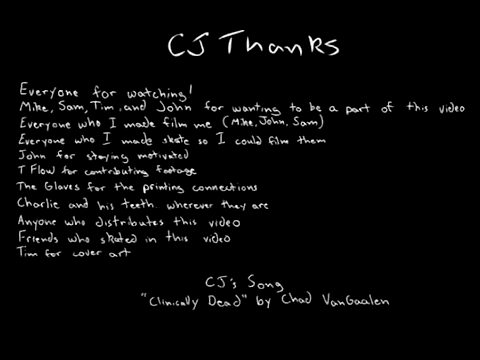 CJ Thanks
Everyone for watching!
Mike, Sam, Tim, and John for wanting to be a part of this video
Everyone who I made film me (Mike, John, Sam)
Everyone who I made skate so I could film them
John for staying motivated
T Flow for contributing footage
The Gloves for the printing connections
Charlie and his teeth. wherever they are
Anyone who distributes this video
Friends who skated in this video
Tim for cover art
CJ's Song
"Clinically Dead" by Chad VanGaalen